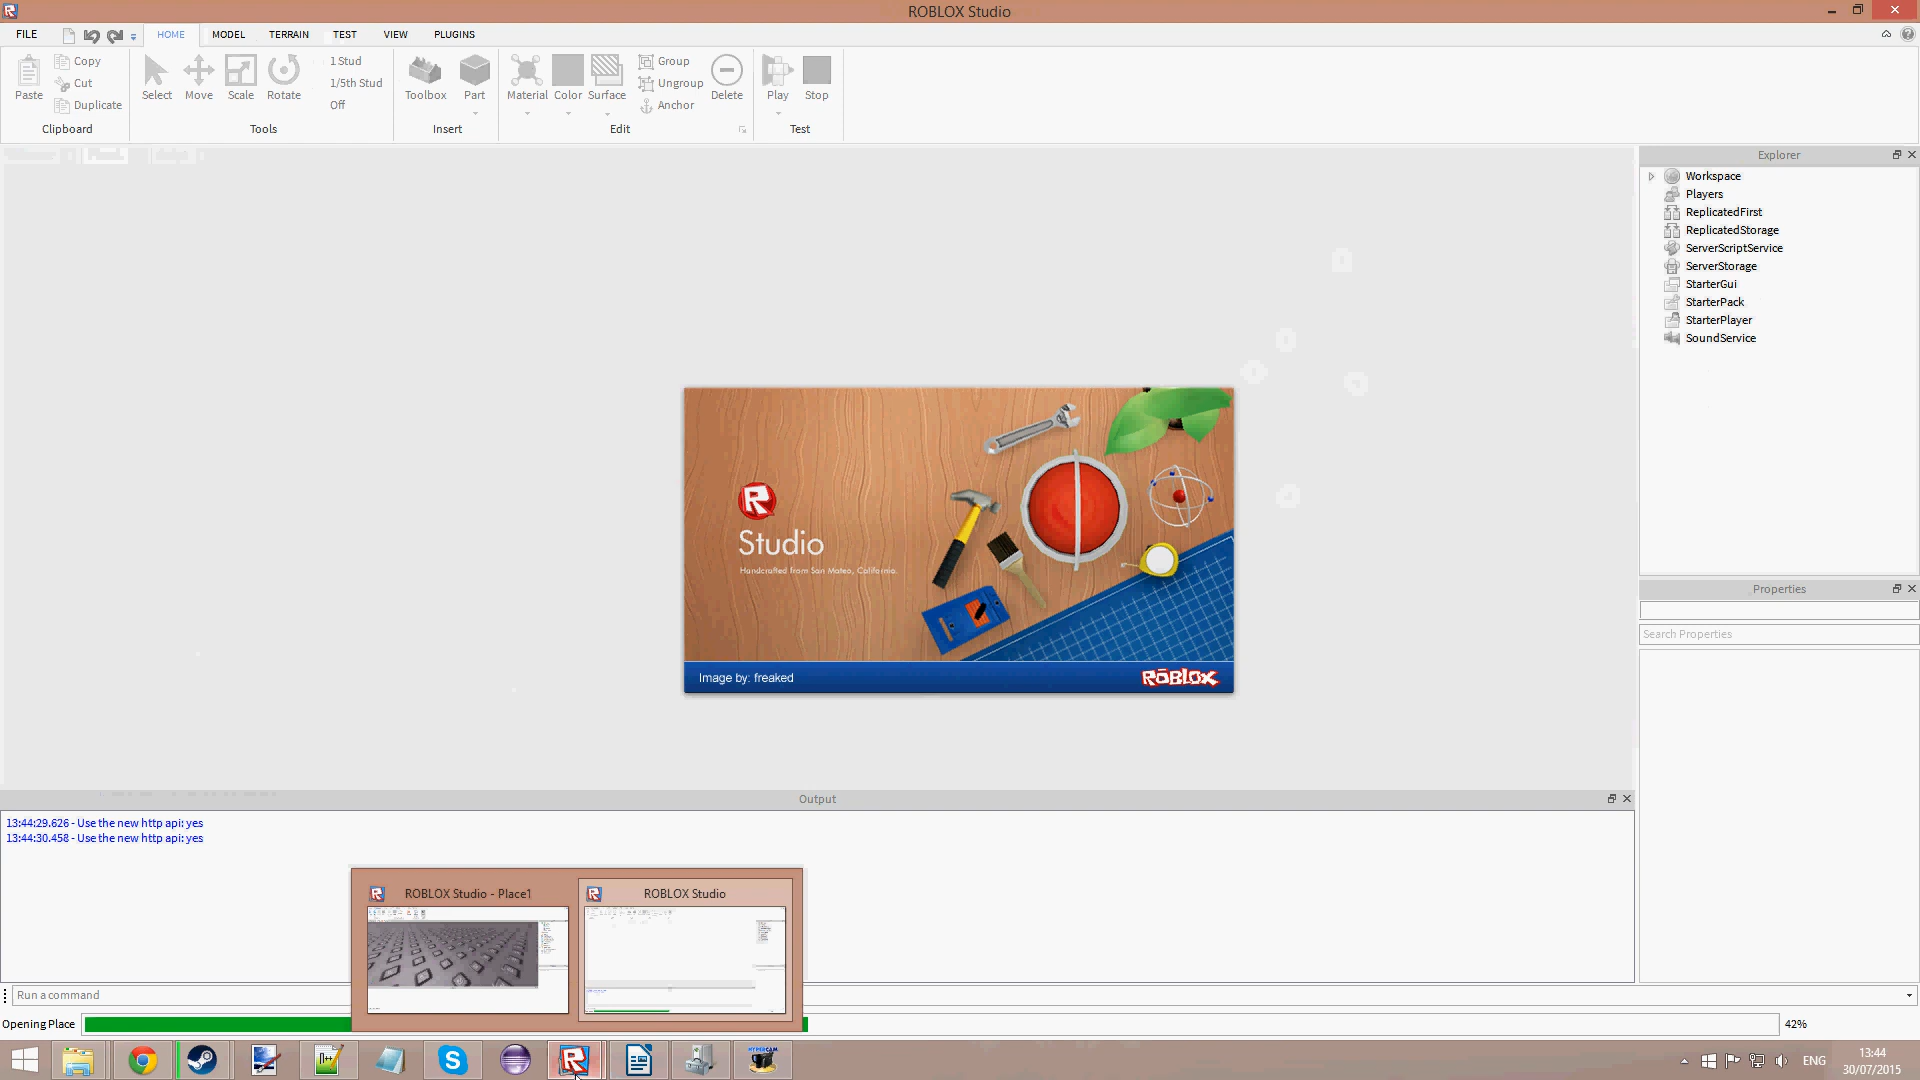 ROBLOX Studio
FILE HOME MODEL TERRAIN TEST VIEW PLUGINS
Paste
Copy
Cut
Duplicate
Clipboard
Select Move Scale Rotate
1 Stud
1/5th Stud
Off
Tools
Toolbox Part
Insert
Material Color Surface
Group
Ungroup
Anchor
Delete
Edit
Play Stop
Test
Explorer
Workspace
Players
ReplicatedFirst
ReplicatedStorage
ServerScriptService
ServerStorage
StarterGui
StarterPack
StarterPlayer
SoundService
R
Studio
Handcrafted from San Mateo, California.
Image by: freaked
ROBLOX
Properties
Search Properties
Output
13:44:29.626 - Use the new http api: yes
13:44:30.458 - Use the new http api: yes
ROBLOX Studio - Place1
ROBLOX Studio
Run a command
Opening Place
42%
HYPERCAM
ENG
13:44
30/07/2015